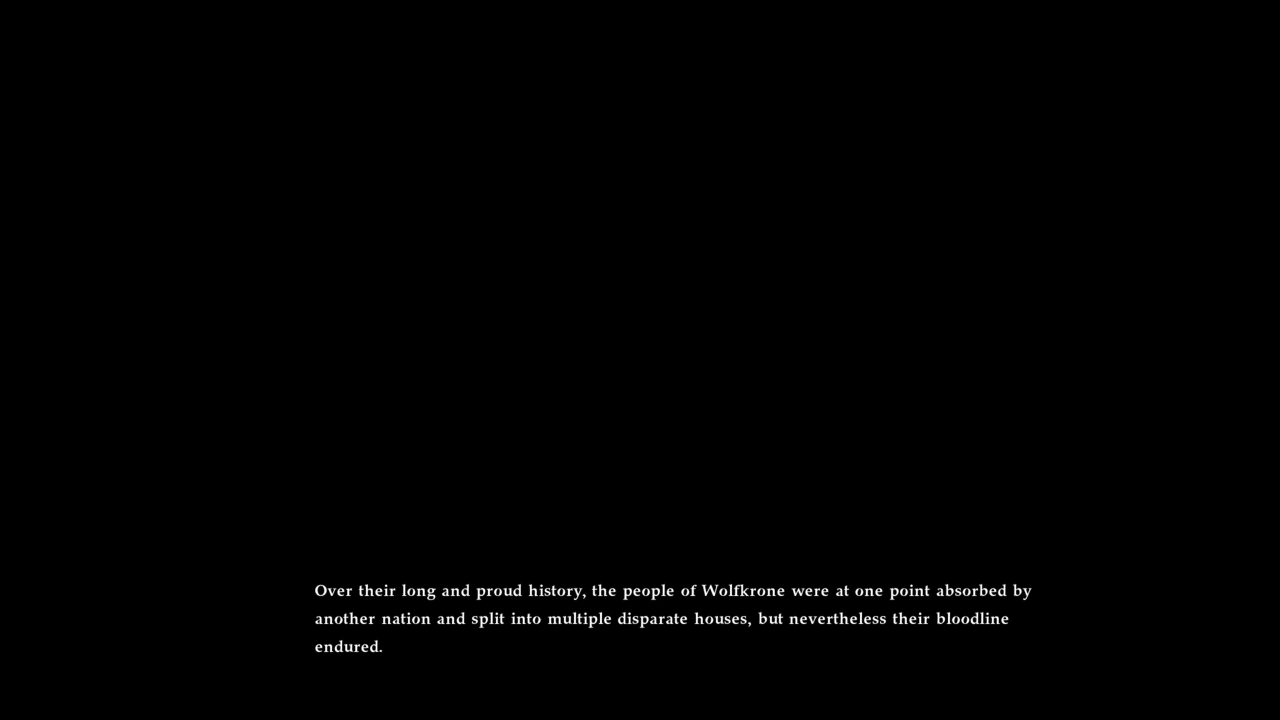 Over their long and proud history, the people of Wolfkrone were at one point absorbed by
another nation and split into multiple disparate houses, but nevertheless their bloodline
endured.